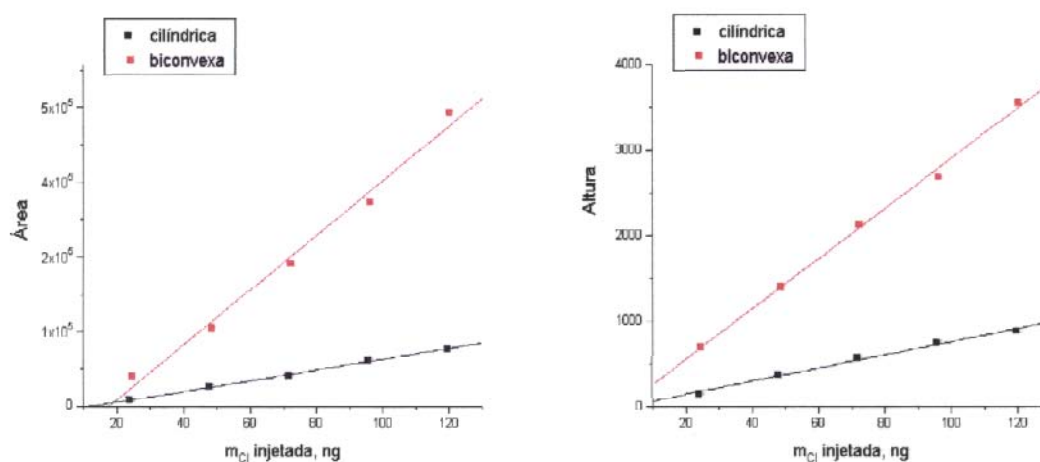 cilíndrica
biconvexa
5x10⁵
4x10⁵
2x10⁵
1x10⁵
0
Área
20 40 60 80 100 120
m_Cl injetada, ng
cilíndrica
biconvexa
4000
3000
2000
1000
0
Altura
20 40 60 80 100 120
m_Cl injetada, ng